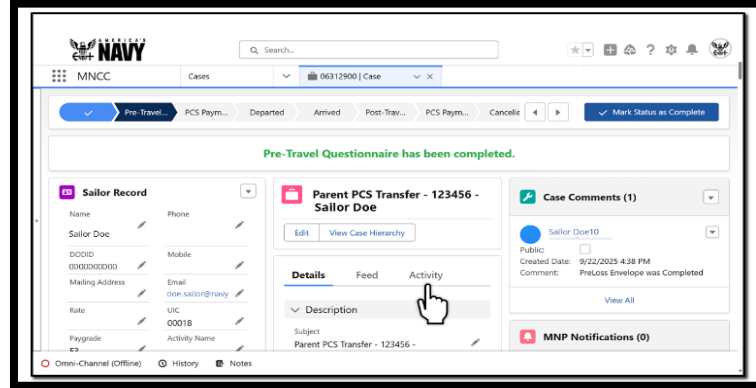 AMERICA'S
NAVY
Search...
MNCC
Cases
06312900 | Case
Pre-Travel...
PCS Paym...
Departed
Arrived
Post-Trav...
PCS Paym...
Cancelle
Mark Status as Complete
Pre-Travel Questionnaire has been completed.
Sailor Record
Name
Phone
Sailor Doe
DODID
Mobile
0000000000
Mailing Address
Email
doe.sailor@navy
Rate
UIC
00018
Paygrade
Activity Name
E3
Parent PCS Transfer - 123456 -
Sailor Doe
Edit
View Case Hierarchy
Details
Feed
Activity
Description
Subject
Parent PCS Transfer - 123456 -
Case Comments (1)
Sailor Doe10
Public:
Created Date: 9/22/2025 4:38 PM
Comment: PreLoss Envelope was Completed
View All
MNP Notifications (0)
Omni-Channel (Offline)
History
Notes